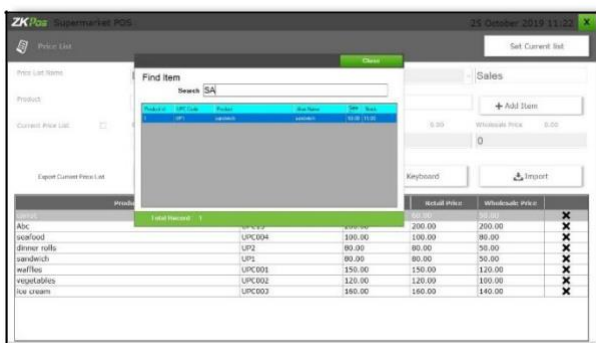 ZKPos Supermarket POS 25 October 2019 11:22 X
Price List Set Current list
Close
Find Item
Search SA
Price List Name Sales
Product + Add Item
Product Id UPC Code Product Alias Name Sale Stock
1 UP1 sandwich sandwich
Current Price List 0.00 Wholesale Price 0.00
0
Export Current Price List Keyboard Import
Total Record : 1
Retail Price Wholesale Price
50.00
Abc 200.00 200.00
seafood UPC004 100.00 100.00 80.00
dinner rolls UP2 80.00 80.00 50.00
sandwich UP1 80.00 80.00 50.00
waffles UPC001 150.00 150.00 120.00
vegetables UPC002 120.00 120.00 100.00
ice cream UPC003 160.00 160.00 140.00